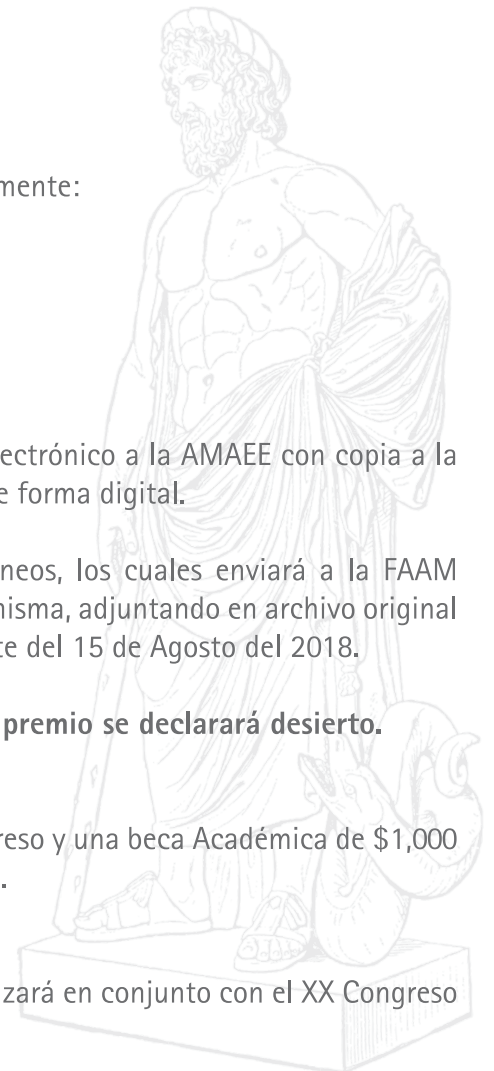 mente:
ectrónico a la AMAEE con copia a la
e forma digital.
neos, los cuales enviará a la FAAM
nisma, adjuntando en archivo original
te del 15 de Agosto del 2018.
premio se declarará desierto.
reso y una beca Académica de $1,000
.
zará en conjunto con el XX Congreso